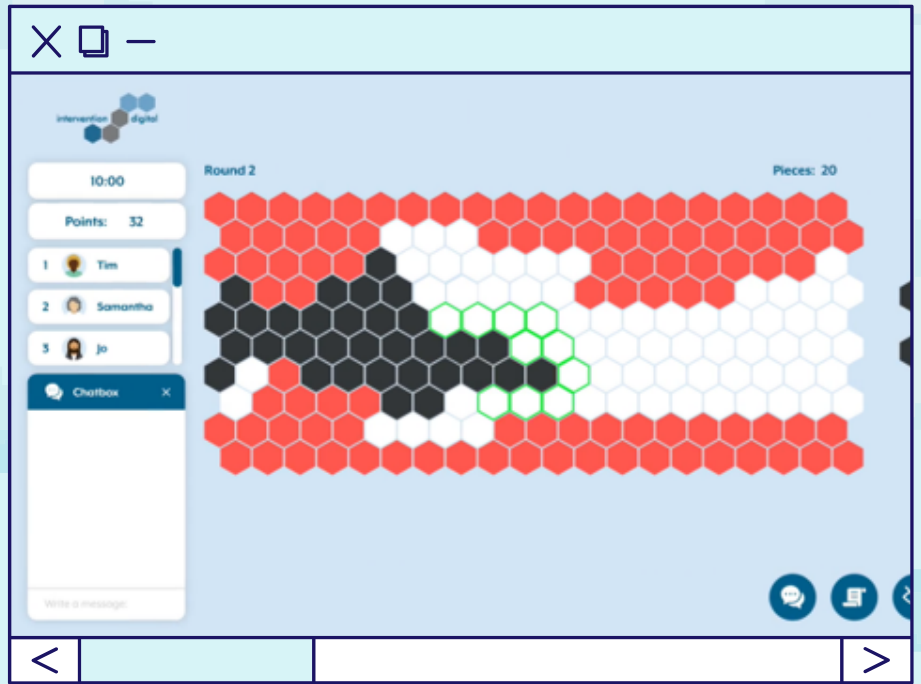 intervention digital
10:00
Round 2
Pieces: 20
Points: 32
1 Tim
2 Samantha
3 Jo
Chatbox
Write a message: